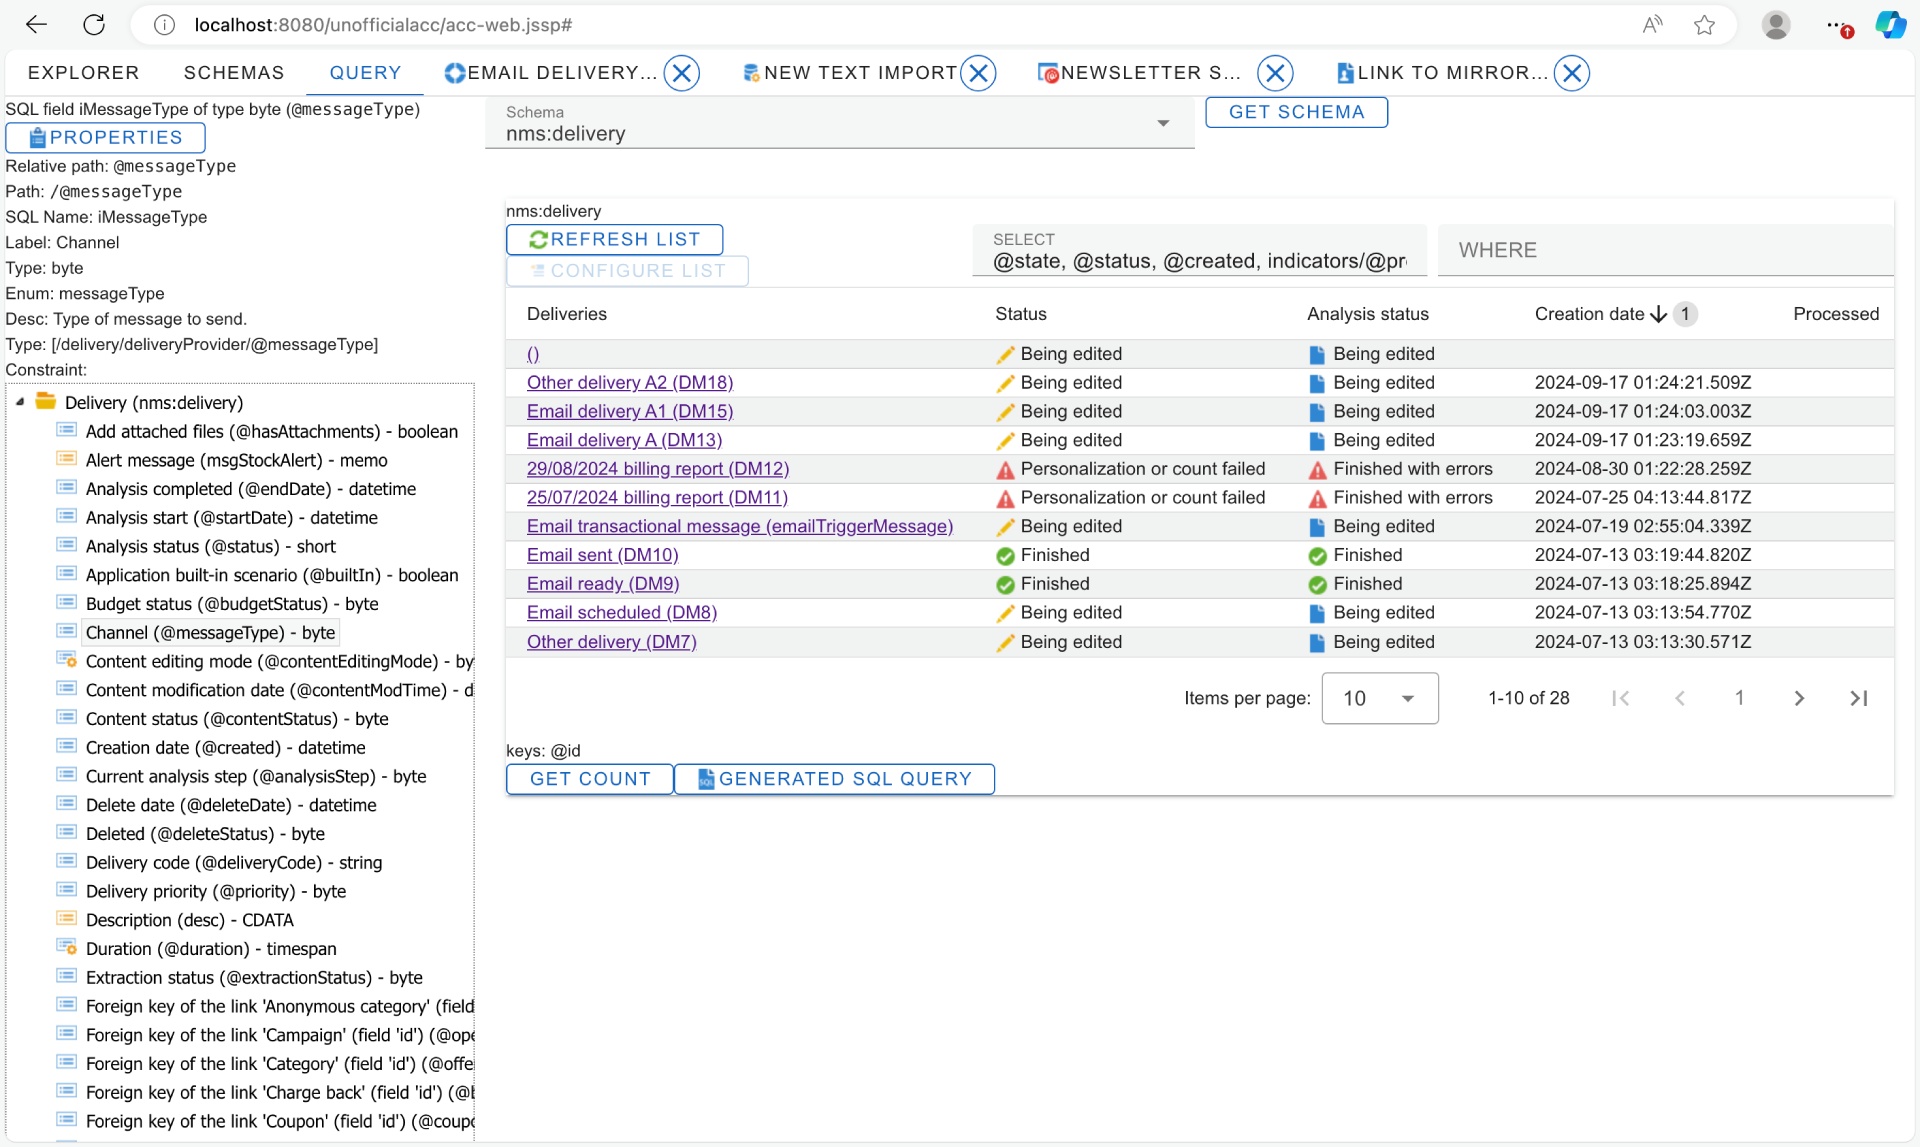 localhost:8080/unofficialacc/acc-web.jssp#
EXPLORER SCHEMAS QUERY EMAIL DELIVERY... NEW TEXT IMPORT NEWSLETTER S... LINK TO MIRROR...
SQL field iMessageType of type byte (@messageType)
PROPERTIES
Relative path: @messageType
Path: /@messageType
SQL Name: iMessageType
Label: Channel
Type: byte
Enum: messageType
Desc: Type of message to send.
Type: [/delivery/deliveryProvider/@messageType]
Constraint:
Delivery (nms:delivery)
Add attached files (@hasAttachments) - boolean
Alert message (msgStockAlert) - memo
Analysis completed (@endDate) - datetime
Analysis start (@startDate) - datetime
Analysis status (@status) - short
Application built-in scenario (@builtIn) - boolean
Budget status (@budgetStatus) - byte
Channel (@messageType) - byte
Content editing mode (@contentEditingMode) - by
Content modification date (@contentModTime) - d
Content status (@contentStatus) - byte
Creation date (@created) - datetime
Current analysis step (@analysisStep) - byte
Delete date (@deleteDate) - datetime
Deleted (@deleteStatus) - byte
Delivery code (@deliveryCode) - string
Delivery priority (@priority) - byte
Description (desc) - CDATA
Duration (@duration) - timespan
Extraction status (@extractionStatus) - byte
Foreign key of the link 'Anonymous category' (field
Foreign key of the link 'Campaign' (field 'id') (@ope
Foreign key of the link 'Category' (field 'id') (@offe
Foreign key of the link 'Charge back' (field 'id') (@b
Foreign key of the link 'Coupon' (field 'id') (@coupo
Schema
nms:delivery
GET SCHEMA
nms:delivery
REFRESH LIST
CONFIGURE LIST
SELECT
@state, @status, @created, indicators/@pr
WHERE
Deliveries Status Analysis status Creation date 1 Processed
() Being edited Being edited
Other delivery A2 (DM18) Being edited Being edited 2024-09-17 01:24:21.509Z
Email delivery A1 (DM15) Being edited Being edited 2024-09-17 01:24:03.003Z
Email delivery A (DM13) Being edited Being edited 2024-09-17 01:23:19.659Z
29/08/2024 billing report (DM12) Personalization or count failed Finished with errors 2024-08-30 01:22:28.259Z
25/07/2024 billing report (DM11) Personalization or count failed Finished with errors 2024-07-25 04:13:44.817Z
Email transactional message (emailTriggerMessage) Being edited Being edited 2024-07-19 02:55:04.339Z
Email sent (DM10) Finished Finished 2024-07-13 03:19:44.820Z
Email ready (DM9) Finished Finished 2024-07-13 03:18:25.894Z
Email scheduled (DM8) Being edited Being edited 2024-07-13 03:13:54.770Z
Other delivery (DM7) Being edited Being edited 2024-07-13 03:13:30.571Z
Items per page: 10 1-10 of 28 1
keys: @id
GET COUNT GENERATED SQL QUERY